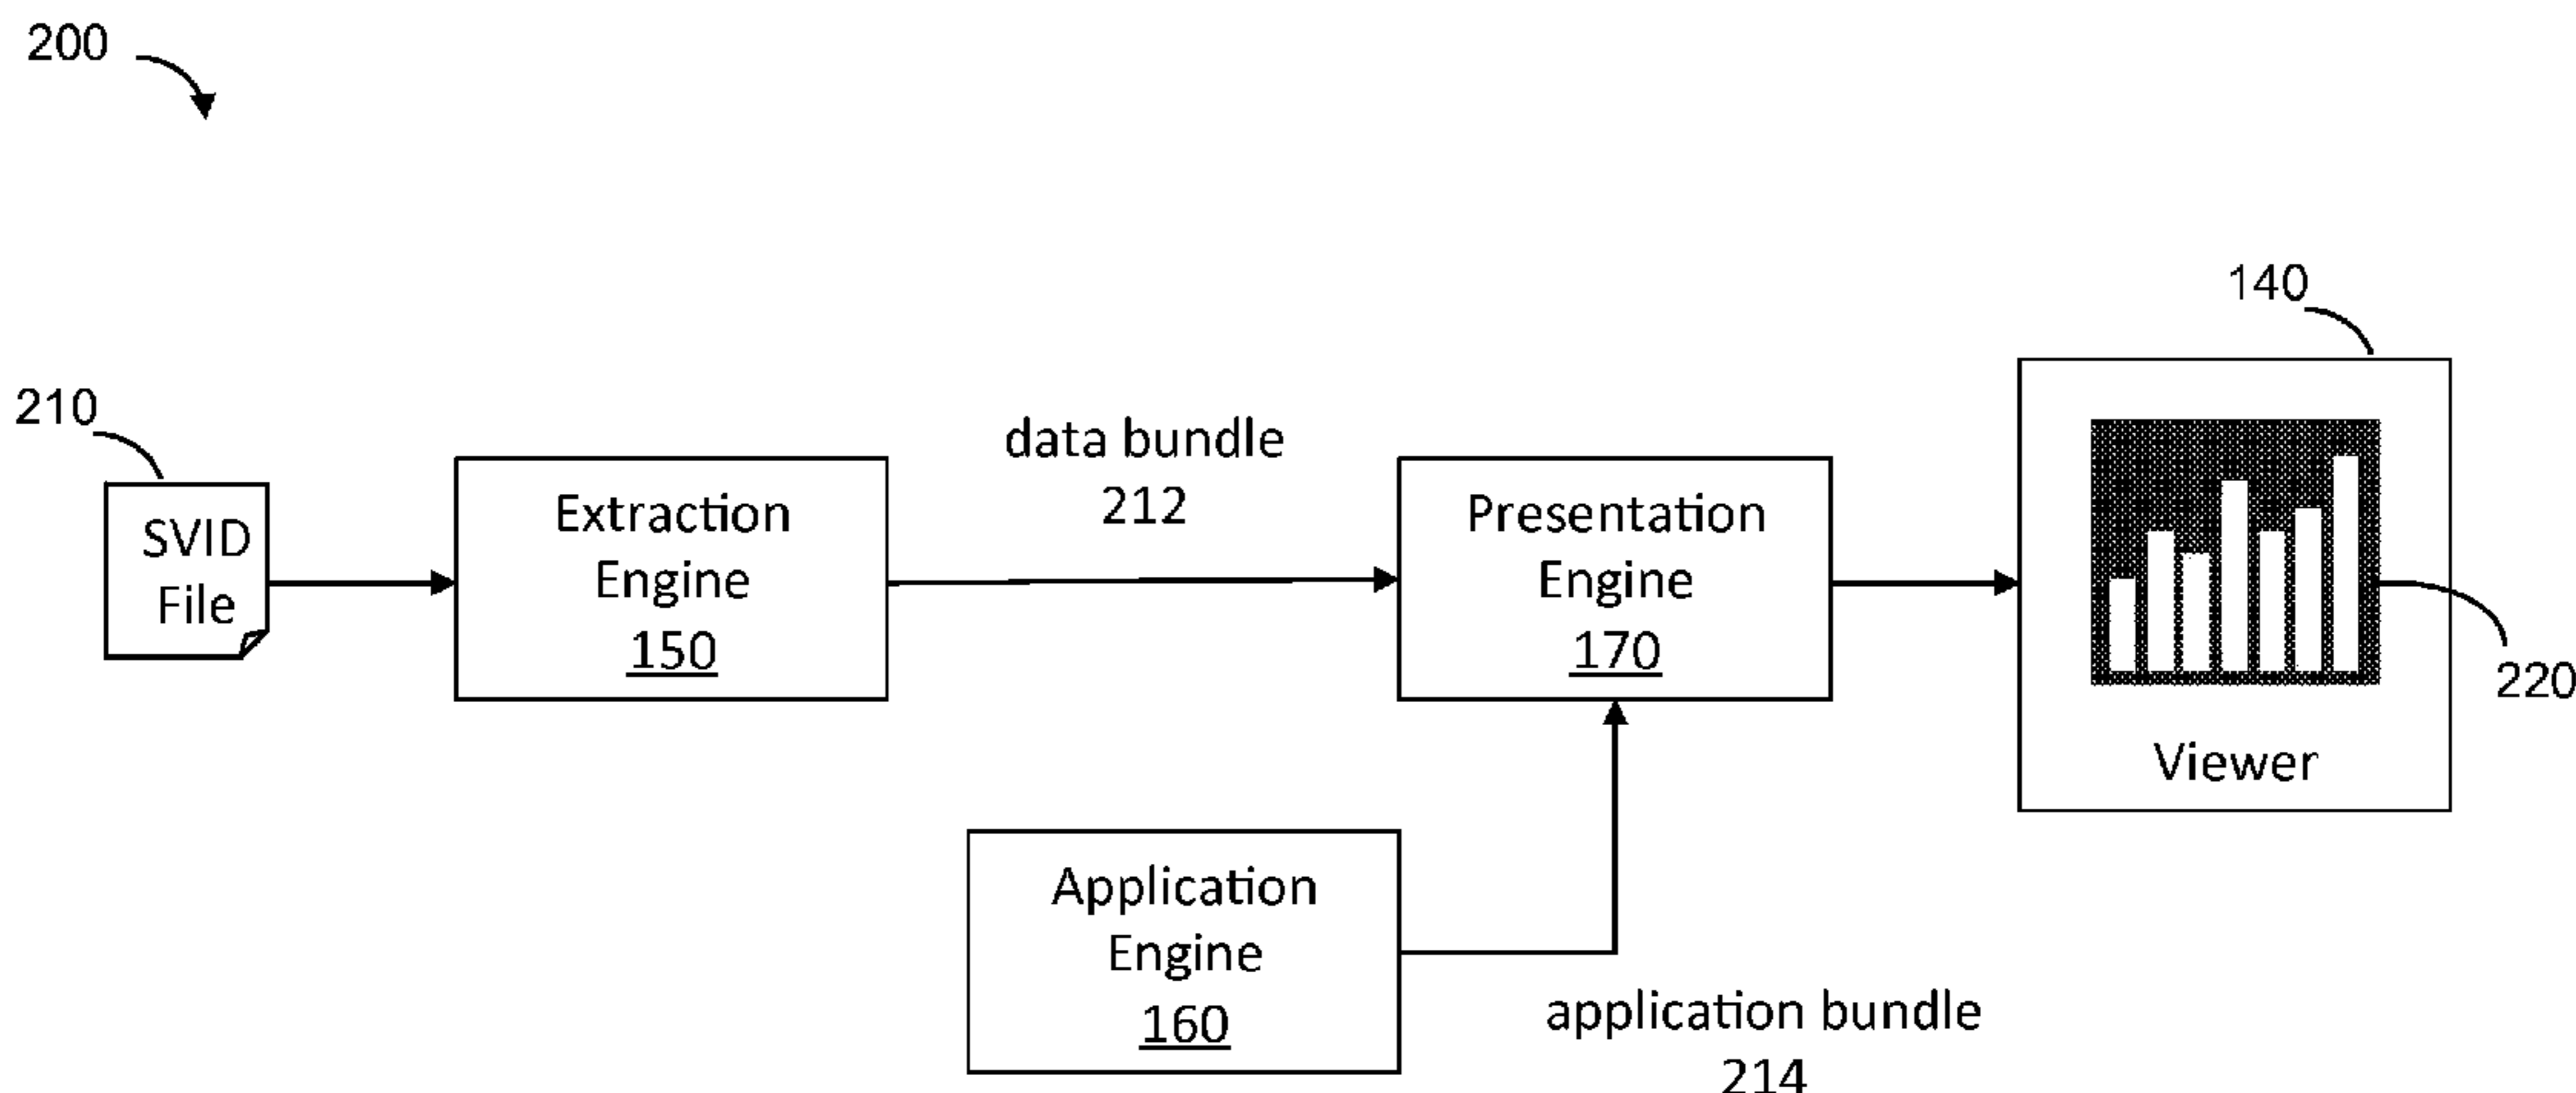 200
140
210
data bundle
212
SVID
File
Extraction
Engine
150
Presentation
Engine
170
220
Viewer
Application
Engine
160
application bundle
214